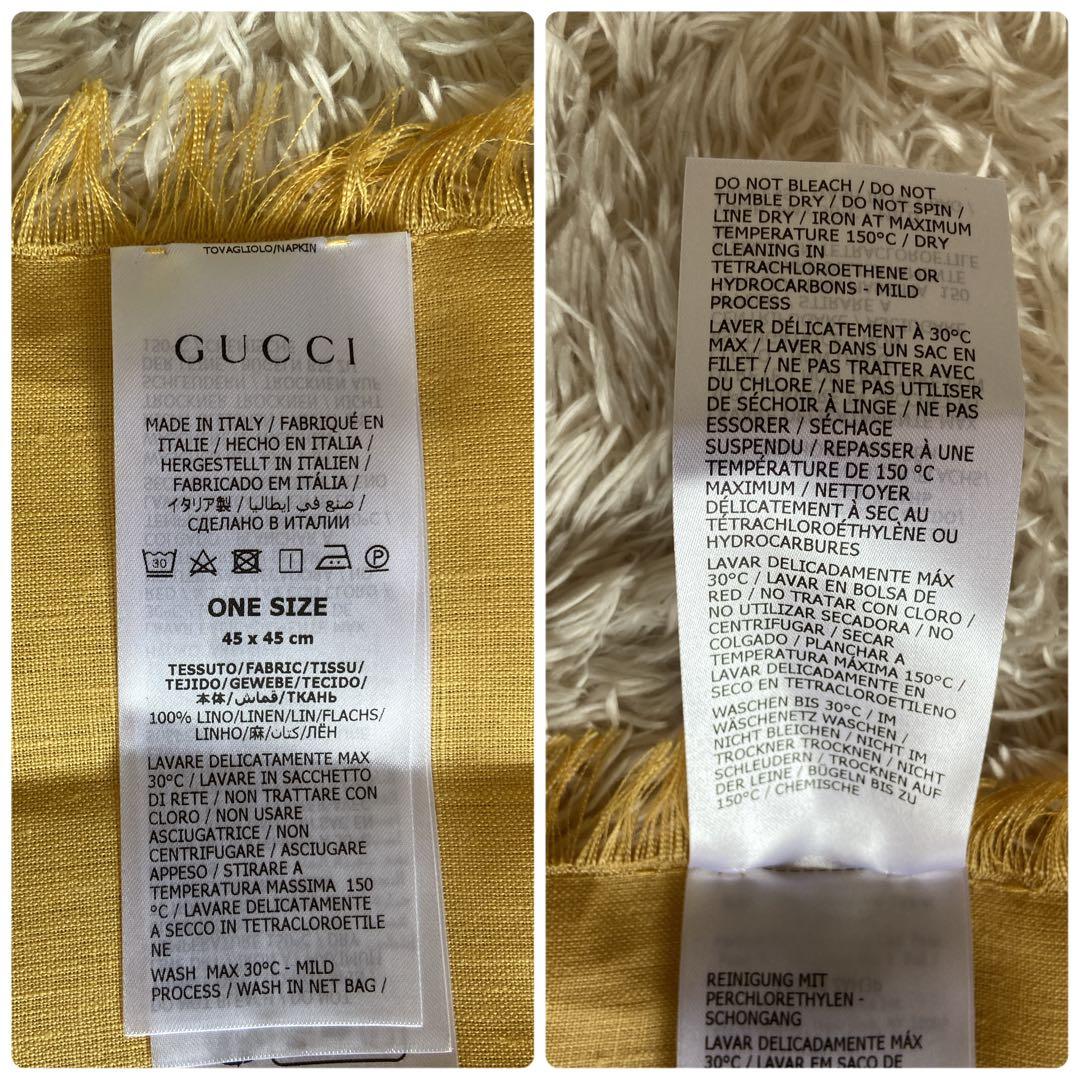 TOVAGLIOLO/NAPKIN
GUCCI
MADE IN ITALY / FABRIQUÉ EN
ITALIE / HECHO EN ITALIA /
HERGESTELLT IN ITALIEN /
FABRICADO EM ITÁLIA /
イタリア製 / صنع في إيطاليا /
СДЕЛАНО В ИТАЛИИ
30 P
ONE SIZE
45 x 45 cm
TESSUTO/FABRIC/TISSU/
TEJIDO/GEWEBE/TECIDO/
本体/قماش/ТКАНЬ
100% LINO/LINEN/LIN/FLACHS/
LINHO/麻/كتان/ЛЁН
LAVARE DELICATAMENTE MAX
30°C / LAVARE IN SACCHETTO
DI RETE / NON TRATTARE CON
CLORO / NON USARE
ASCIUGATRICE / NON
CENTRIFUGARE / ASCIUGARE
APPESO / STIRARE A
TEMPERATURA MASSIMA 150
°C / LAVARE DELICATAMENTE
A SECCO IN TETRACLOROETILE
NE
WASH MAX 30°C - MILD
PROCESS / WASH IN NET BAG /
DO NOT BLEACH / DO NOT
TUMBLE DRY / DO NOT SPIN /
LINE DRY / IRON AT MAXIMUM
TEMPERATURE 150°C / DRY
CLEANING IN
TETRACHLOROETHENE OR
HYDROCARBONS - MILD
PROCESS
LAVER DÉLICATEMENT À 30°C
MAX / LAVER DANS UN SAC EN
FILET / NE PAS TRAITER AVEC
DU CHLORE / NE PAS UTILISER
DE SÉCHOIR À LINGE / NE PAS
ESSORER / SÉCHAGE
SUSPENDU / REPASSER À UNE
TEMPÉRATURE DE 150 °C
MAXIMUM / NETTOYER
DÉLICATEMENT À SEC AU
TÉTRACHLOROÉTHYLÈNE OU
HYDROCARBURES
LAVAR DELICADAMENTE MÁX
30°C / LAVAR EN BOLSA DE
RED / NO TRATAR CON CLORO /
NO UTILIZAR SECADORA / NO
CENTRIFUGAR / SECAR
COLGADO / PLANCHAR A
TEMPERATURA MÁXIMA 150°C /
LAVAR DELICADAMENTE EN
SECO EN TETRACLOROETILENO
WASCHEN BIS 30°C / IM
WÄSCHENETZ WASCHEN /
NICHT BLEICHEN / NICHT IM
TROCKNER TROCKNEN / NICHT
SCHLEUDERN / TROCKNEN AUF
DER LEINE / BÜGELN BIS ZU
150°C / CHEMISCHE
REINIGUNG MIT
PERCHLORETHYLEN -
SCHONGANG
LAVAR DELICADAMENTE MÁX
30°C / LAVAR EM SACO DE